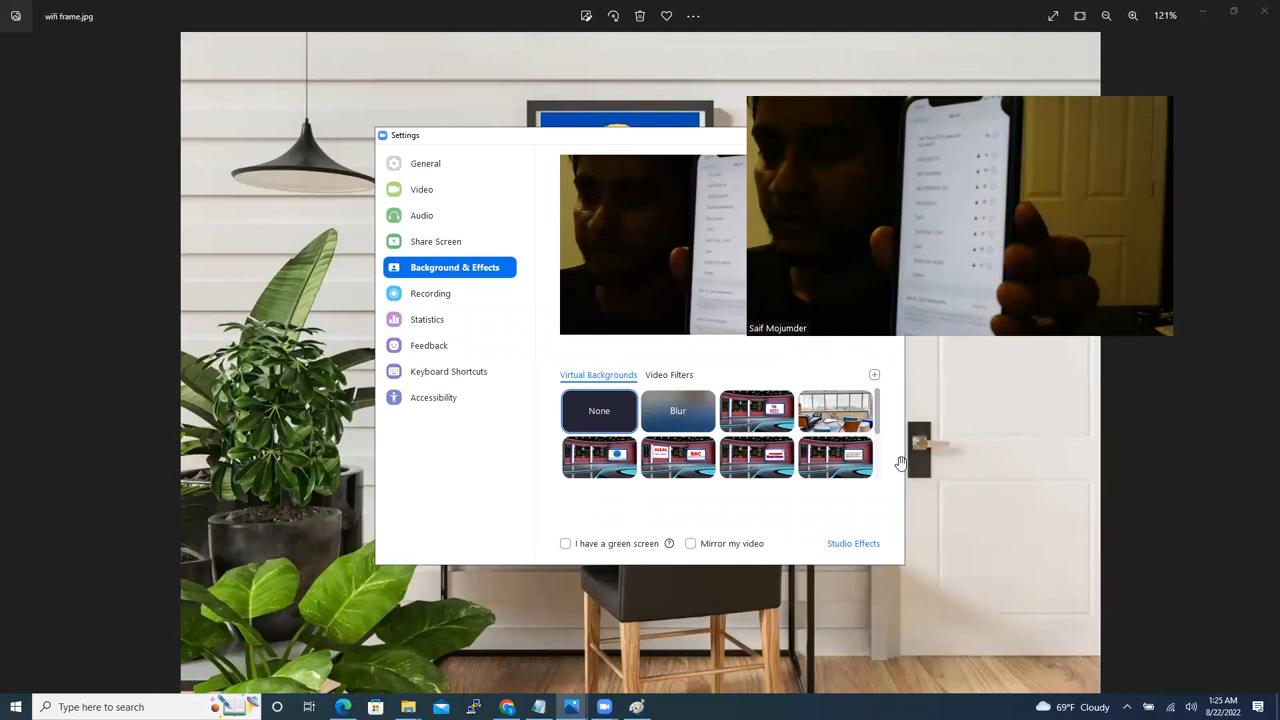 wifi frame.jpg
121%
Settings
General
Video
Audio
Share Screen
Background & Effects
Recording
Statistics
Feedback
Keyboard Shortcuts
Accessibility
Saif Mojumder
Virtual Backgrounds
Video Filters
None
Blur
I have a green screen
Mirror my video
Studio Effects
Type here to search
69°F Cloudy
1:25 AM
8/22/2022